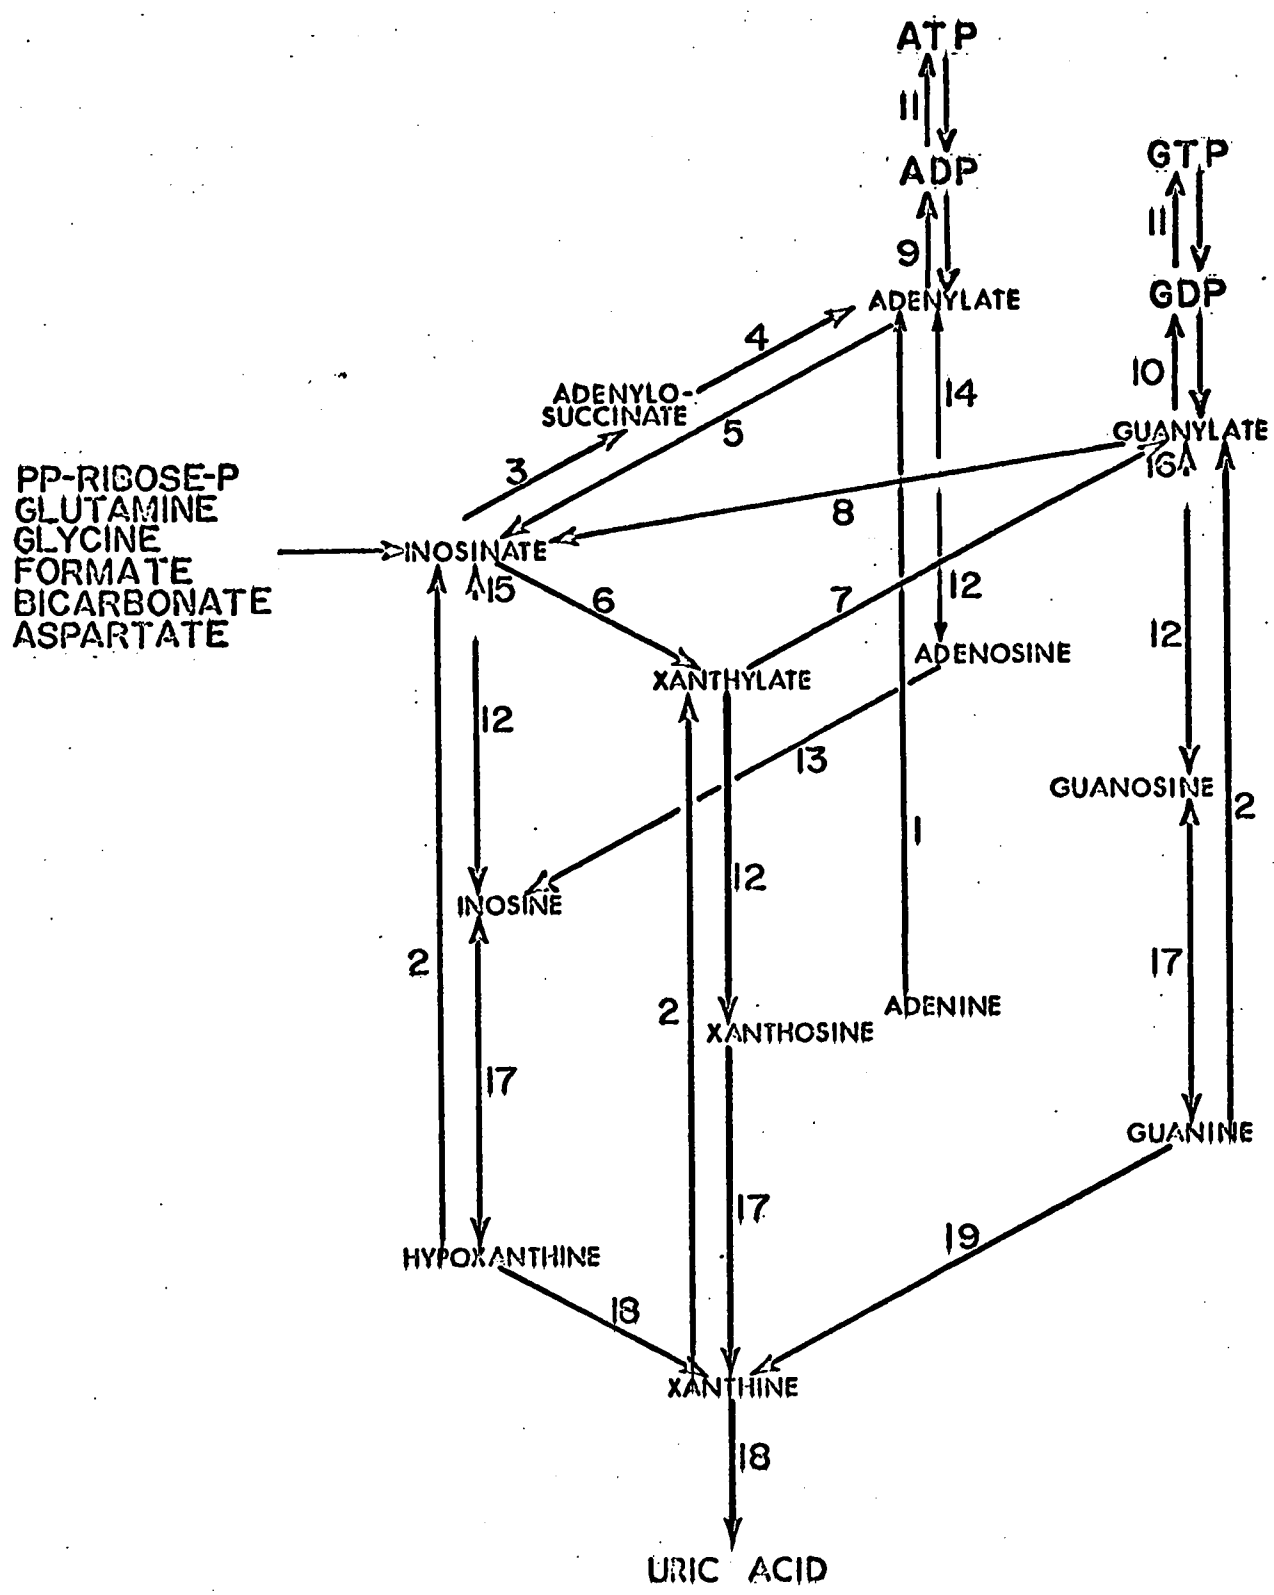 ATP
11
ADP
GTP
11
9
ADENYLATE
GDP
4
10
ADENYLO-
SUCCINATE
14
5
GUANYLATE
16
3
PP-RIBOSE-P
GLUTAMINE
GLYCINE
FORMATE
BICARBONATE
ASPARTATE
8
INOSINATE
15
6
7
12
12
ADENOSINE
XANTHYLATE
12
13
GUANOSINE
2
1
12
INOSINE
2
17
2
ADENINE
XANTHOSINE
17
GUANINE
17
19
HYPOXANTHINE
18
XANTHINE
18
URIC ACID